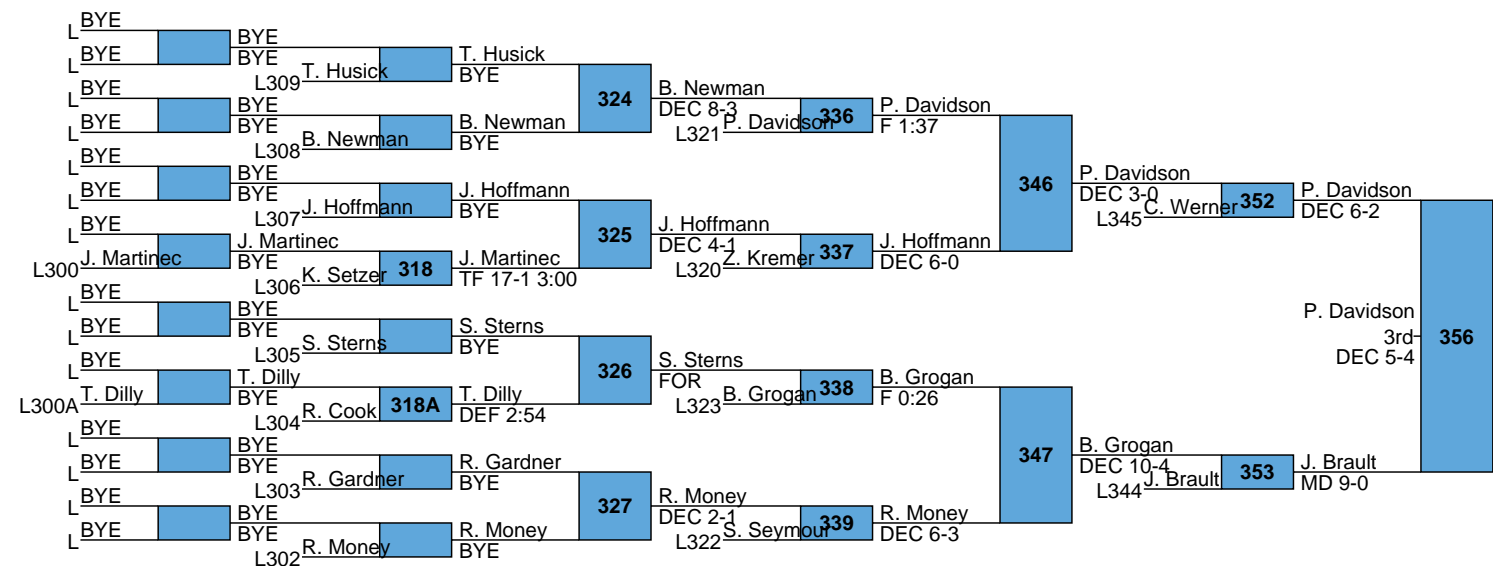 BYE
L
BYE
L
BYE
BYE
L309 T. Husick
T. Husick
BYE
BYE
L
BYE
L
BYE
BYE
L308 B. Newman
B. Newman
BYE
324
B. Newman
DEC 8-3
L321 P. Davidson
336
P. Davidson
F 1:37
BYE
L
BYE
L
BYE
BYE
L307 J. Hoffmann
J. Hoffmann
BYE
BYE
L
L300 J. Martinec
J. Martinec
BYE
L306 K. Setzer
318
J. Martinec
TF 17-1 3:00
325
J. Hoffmann
DEC 4-1
L320 Z. Kremer
337
J. Hoffmann
DEC 6-0
346
P. Davidson
DEC 3-0
L345 C. Werner
352
P. Davidson
DEC 6-2
BYE
L
BYE
L
BYE
BYE
L305 S. Sterns
S. Sterns
BYE
BYE
L
L300A T. Dilly
T. Dilly
BYE
L304 R. Cook
318A
T. Dilly
DEF 2:54
326
S. Sterns
FOR
L323 B. Grogan
338
B. Grogan
F 0:26
BYE
L
BYE
L
BYE
BYE
L303 R. Gardner
R. Gardner
BYE
BYE
L
BYE
L
BYE
BYE
L302 R. Money
R. Money
BYE
327
R. Money
DEC 2-1
L322 S. Seymour
339
R. Money
DEC 6-3
347
B. Grogan
DEC 10-4
L344 J. Brault
353
J. Brault
MD 9-0
P. Davidson
3rd
DEC 5-4
356